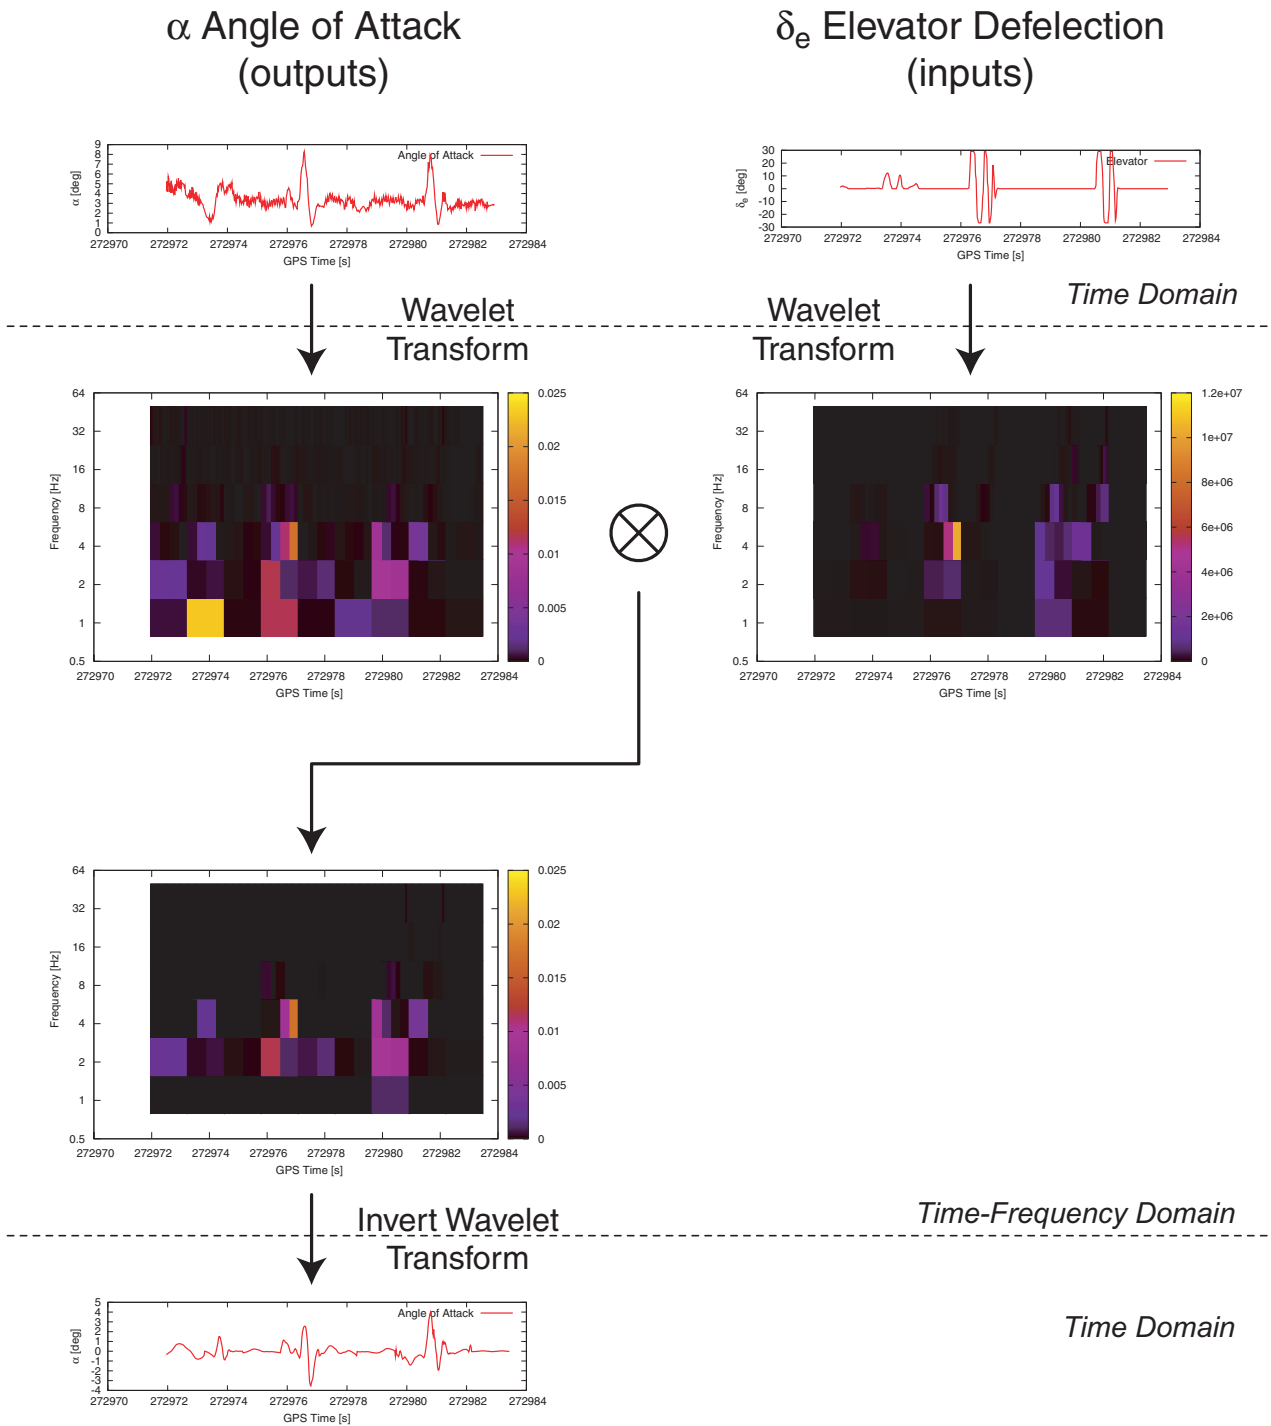 α Angle of Attack
(outputs)
δe Elevator Defelection
(inputs)
9
8
7
6
5
4
3
2
1
0
α [deg]
Angle of Attack
272970 272972 272974 272976 272978 272980 272982 272984
GPS Time [s]
30
20
10
0
-10
-20
-30
δe [deg]
Elevator
272970 272972 272974 272976 272978 272980 272982 272984
GPS Time [s]
Time Domain
Wavelet
Transform
Wavelet
Transform
64
32
16
8
4
2
1
0.5
Frequency [Hz]
272970 272972 272974 272976 272978 272980 272982 272984
GPS Time [s]
0.025
0.02
0.015
0.01
0.005
0
64
32
16
8
4
2
1
0.5
Frequency [Hz]
272970 272972 272974 272976 272978 272980 272982 272984
GPS Time [s]
1.2e+07
1e+07
8e+06
6e+06
4e+06
2e+06
0
64
32
16
8
4
2
1
0.5
Frequency [Hz]
272970 272972 272974 272976 272978 272980 272982 272984
GPS Time [s]
0.025
0.02
0.015
0.01
0.005
0
Time-Frequency Domain
Invert Wavelet
Transform
5
4
3
2
1
0
-1
-2
-3
-4
α [deg]
Angle of Attack
272970 272972 272974 272976 272978 272980 272982 272984
GPS Time [s]
Time Domain